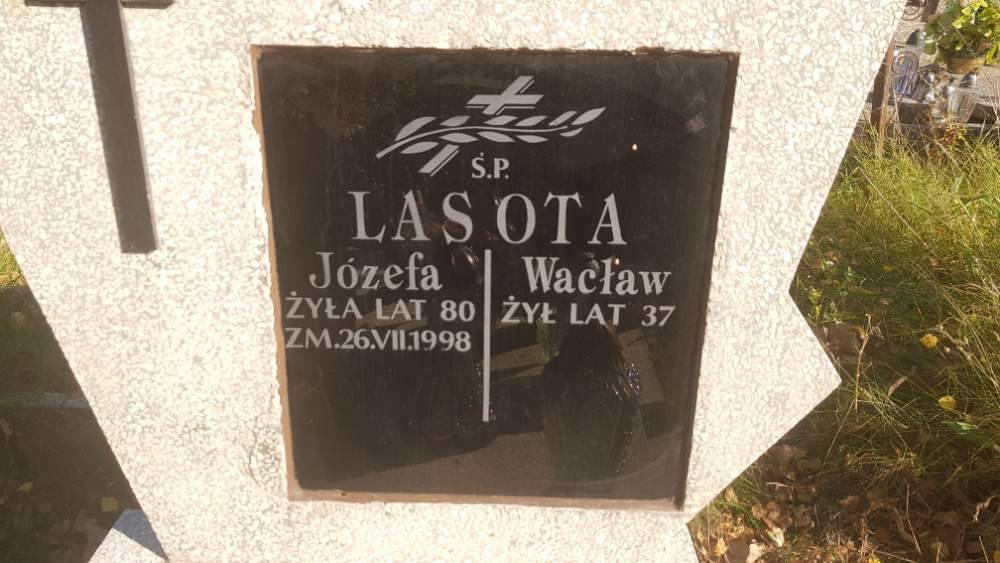 Ś.P.
LASOTA
Józefa
ŻYŁA LAT 80
ZM.26.VII.1998
Wacław
ŻYŁ LAT 37